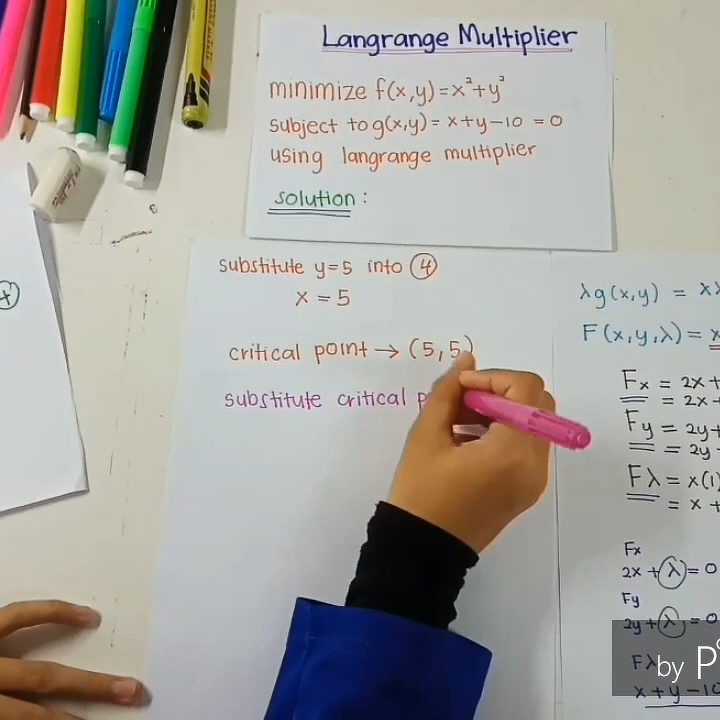 Langrange Multiplier
minimize f(x,y)=x²+y²
subject to g(x,y) = x+y-10 = 0
using langrange multiplier
solution :
substitute y=5 into ④
x = 5
critical point → (5,5)
substitute critical p
λg(x,y) = xλ
F(x,y,λ) = x
Fx = 2x+
= 2x+
Fy = 2y+
= 2y
Fλ = x(1)
= x +
Fx
2x + λ = 0
Fy
2y + λ = 0
Fλ
x + y - 10
by P